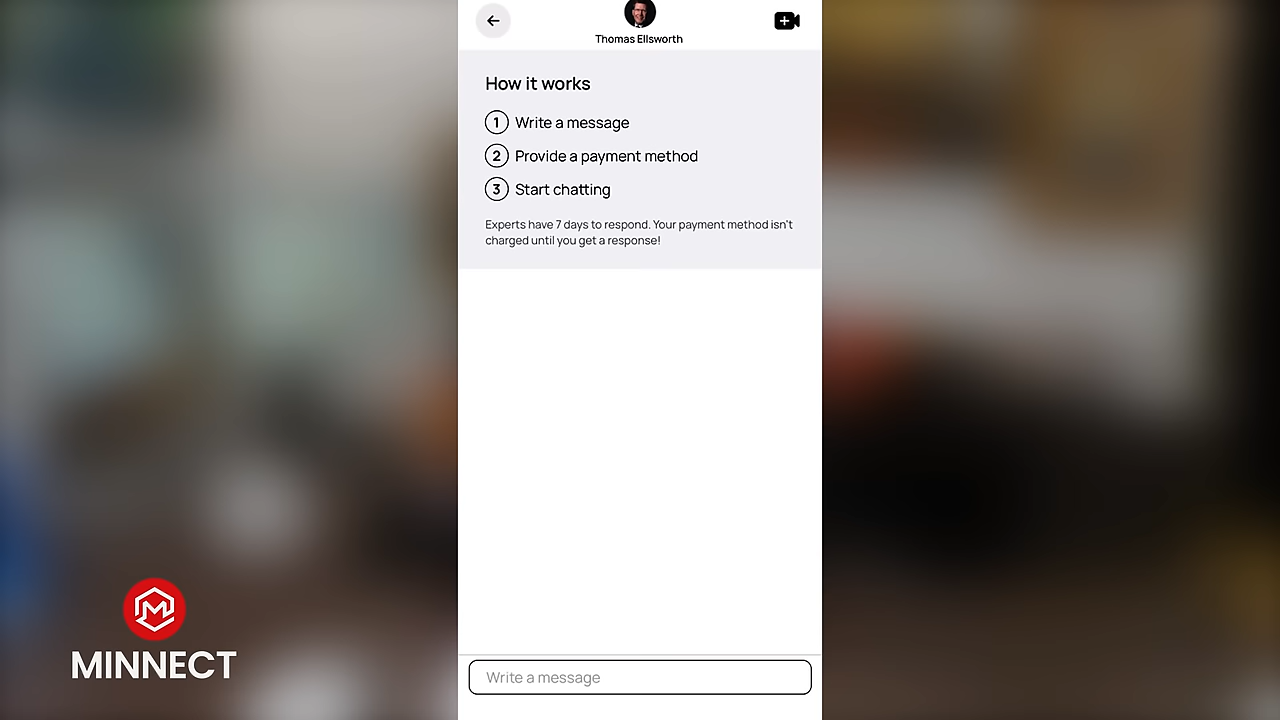 Thomas Ellsworth
How it works
1 Write a message
2 Provide a payment method
3 Start chatting
Experts have 7 days to respond. Your payment method isn't
charged until you get a response!
Write a message
MINNECT